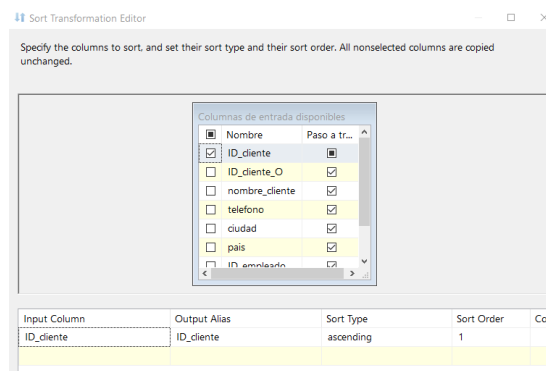 Sort Transformation Editor
Specify the columns to sort, and set their sort type and their sort order. All nonselected columns are copied
unchanged.
Columnas de entrada disponibles
Nombre Paso a tr...
ID_cliente
ID_cliente_O
nombre_cliente
telefono
ciudad
pais
ID_empleado
Input Column Output Alias Sort Type Sort Order Co
ID_cliente ID_cliente ascending 1